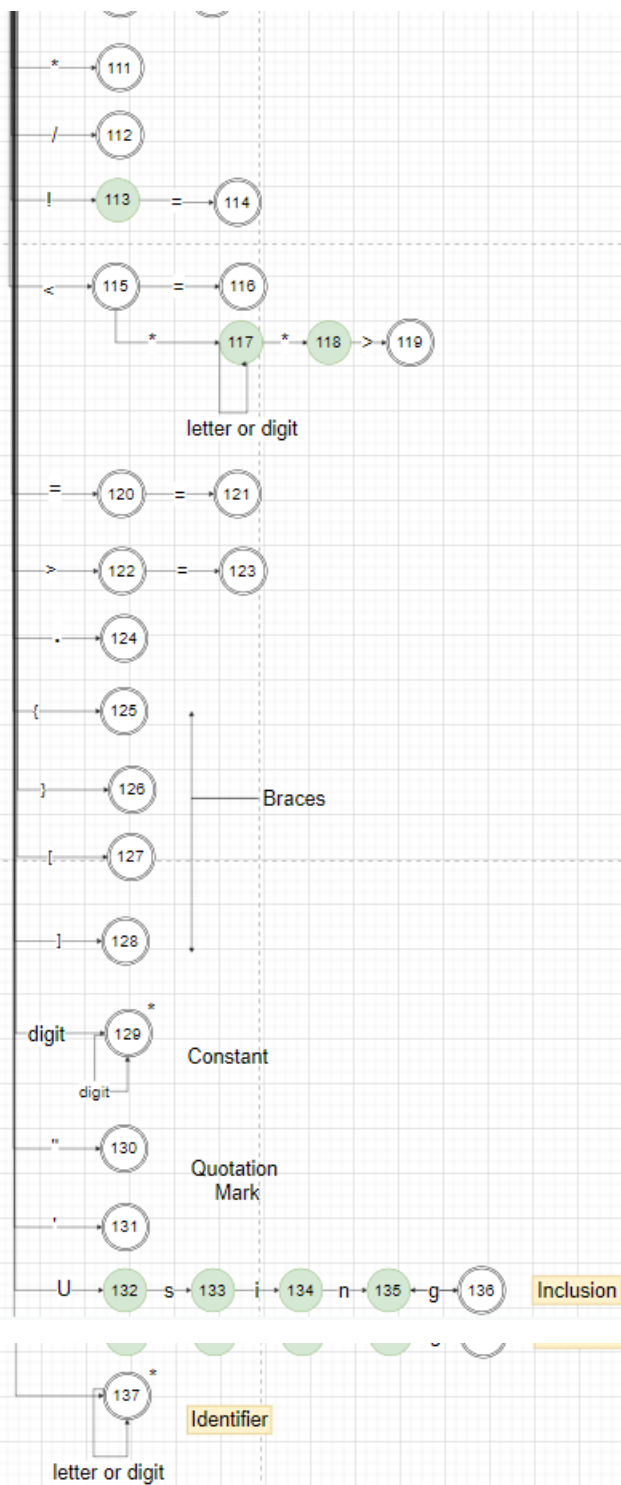 * 111
/ 112
! 113 = 114
< 115 = 116
* 117 * 118 > 119
letter or digit
= 120 = 121
> 122 = 123
. 124
{ 125
} 126
Braces
[ 127
] 128
*
digit 129
Constant
digit
" 130
Quotation
Mark
' 131
U 132 s 133 i 134 n 135 g 136 Inclusion
*
137
Identifier
letter or digit